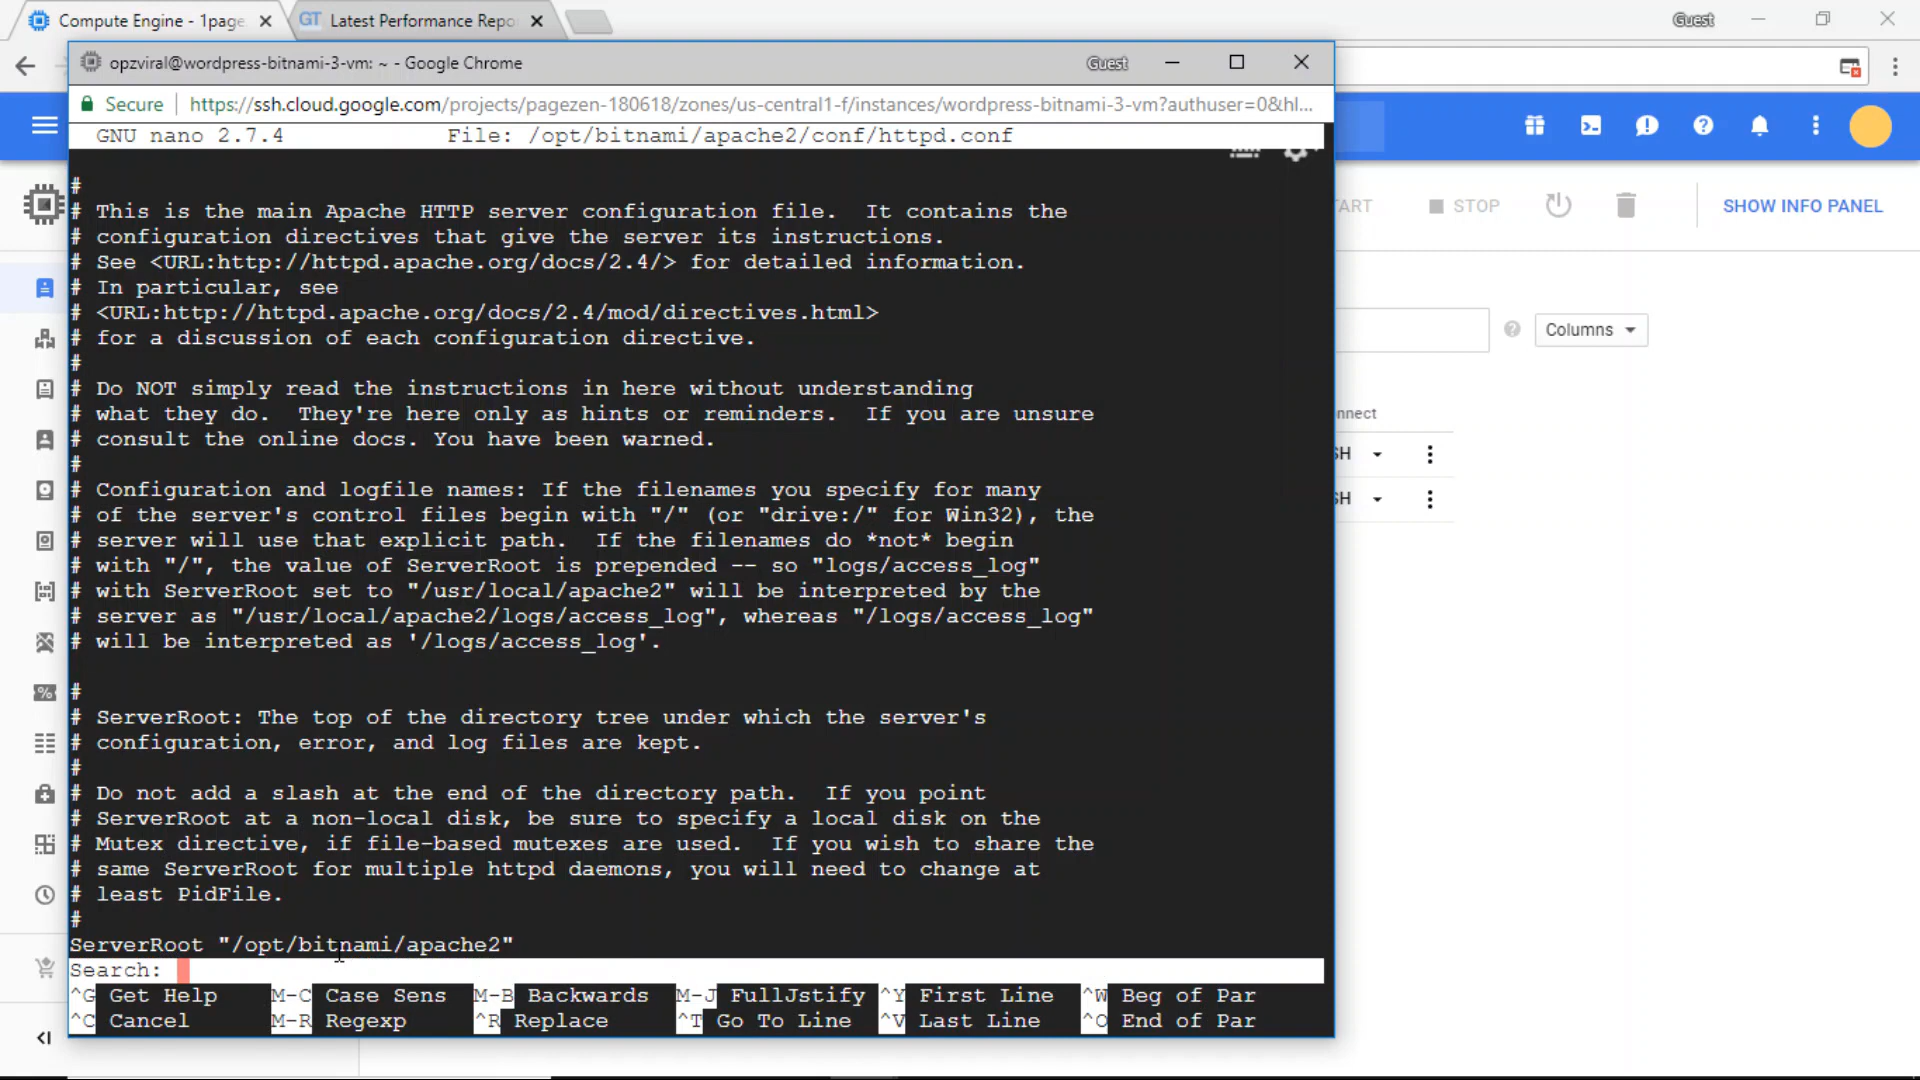 Compute Engine - 1page
GT Latest Performance Repo
Guest
opzviral@wordpress-bitnami-3-vm: ~ - Google Chrome
Guest
Secure https://ssh.cloud.google.com/projects/pagezen-180618/zones/us-central1-f/instances/wordpress-bitnami-3-vm?authuser=0&hl...
GNU nano 2.7.4 File: /opt/bitnami/apache2/conf/httpd.conf
#
# This is the main Apache HTTP server configuration file.  It contains the
# configuration directives that give the server its instructions.
# See <URL:http://httpd.apache.org/docs/2.4/> for detailed information.
# In particular, see
# <URL:http://httpd.apache.org/docs/2.4/mod/directives.html>
# for a discussion of each configuration directive.
#
# Do NOT simply read the instructions in here without understanding
# what they do.  They're here only as hints or reminders.  If you are unsure
# consult the online docs. You have been warned.
#
# Configuration and logfile names: If the filenames you specify for many
# of the server's control files begin with "/" (or "drive:/" for Win32), the
# server will use that explicit path.  If the filenames do *not* begin
# with "/", the value of ServerRoot is prepended -- so "logs/access_log"
# with ServerRoot set to "/usr/local/apache2" will be interpreted by the
# server as "/usr/local/apache2/logs/access_log", whereas "/logs/access_log"
# will be interpreted as '/logs/access_log'.
#
# ServerRoot: The top of the directory tree under which the server's
# configuration, error, and log files are kept.
#
# Do not add a slash at the end of the directory path.  If you point
# ServerRoot at a non-local disk, be sure to specify a local disk on the
# Mutex directive, if file-based mutexes are used.  If you wish to share the
# same ServerRoot for multiple httpd daemons, you will need to change at
# least PidFile.
#
ServerRoot "/opt/bitnami/apache2"
Search:
^G Get Help M-C Case Sens M-B Backwards M-J FullJstify ^Y First Line ^W Beg of Par
^C Cancel M-R Regexp ^R Replace ^T Go To Line ^V Last Line ^O End of Par
ART STOP SHOW INFO PANEL
Columns
nnect
SH
SH